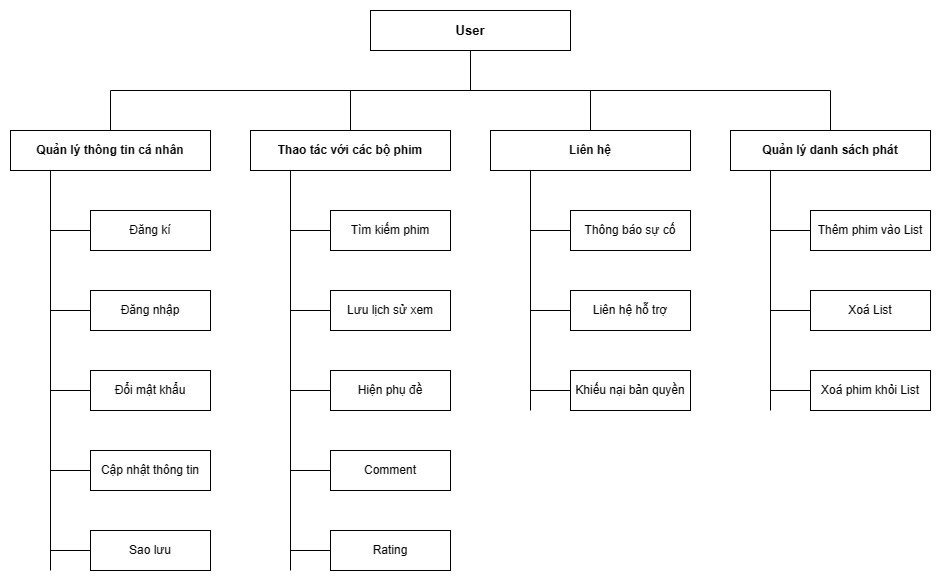 User
Quản lý thông tin cá nhân
Thao tác với các bộ phim
Liên hệ
Quản lý danh sách phát
Đăng kí
Tìm kiếm phim
Thông báo sự cố
Thêm phim vào List
Đăng nhập
Lưu lịch sử xem
Liên hệ hỗ trợ
Xoá List
Đổi mật khẩu
Hiện phụ đề
Khiếu nại bản quyền
Xoá phim khỏi List
Cập nhật thông tin
Comment
Sao lưu
Rating